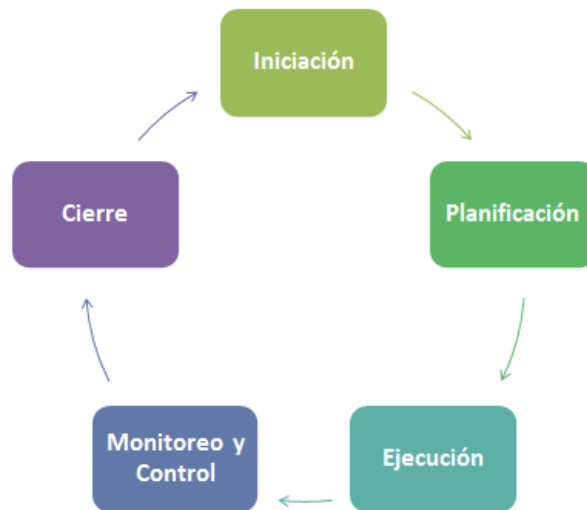 Iniciación
Planificación
Ejecución
Monitoreo y
Control
Cierre